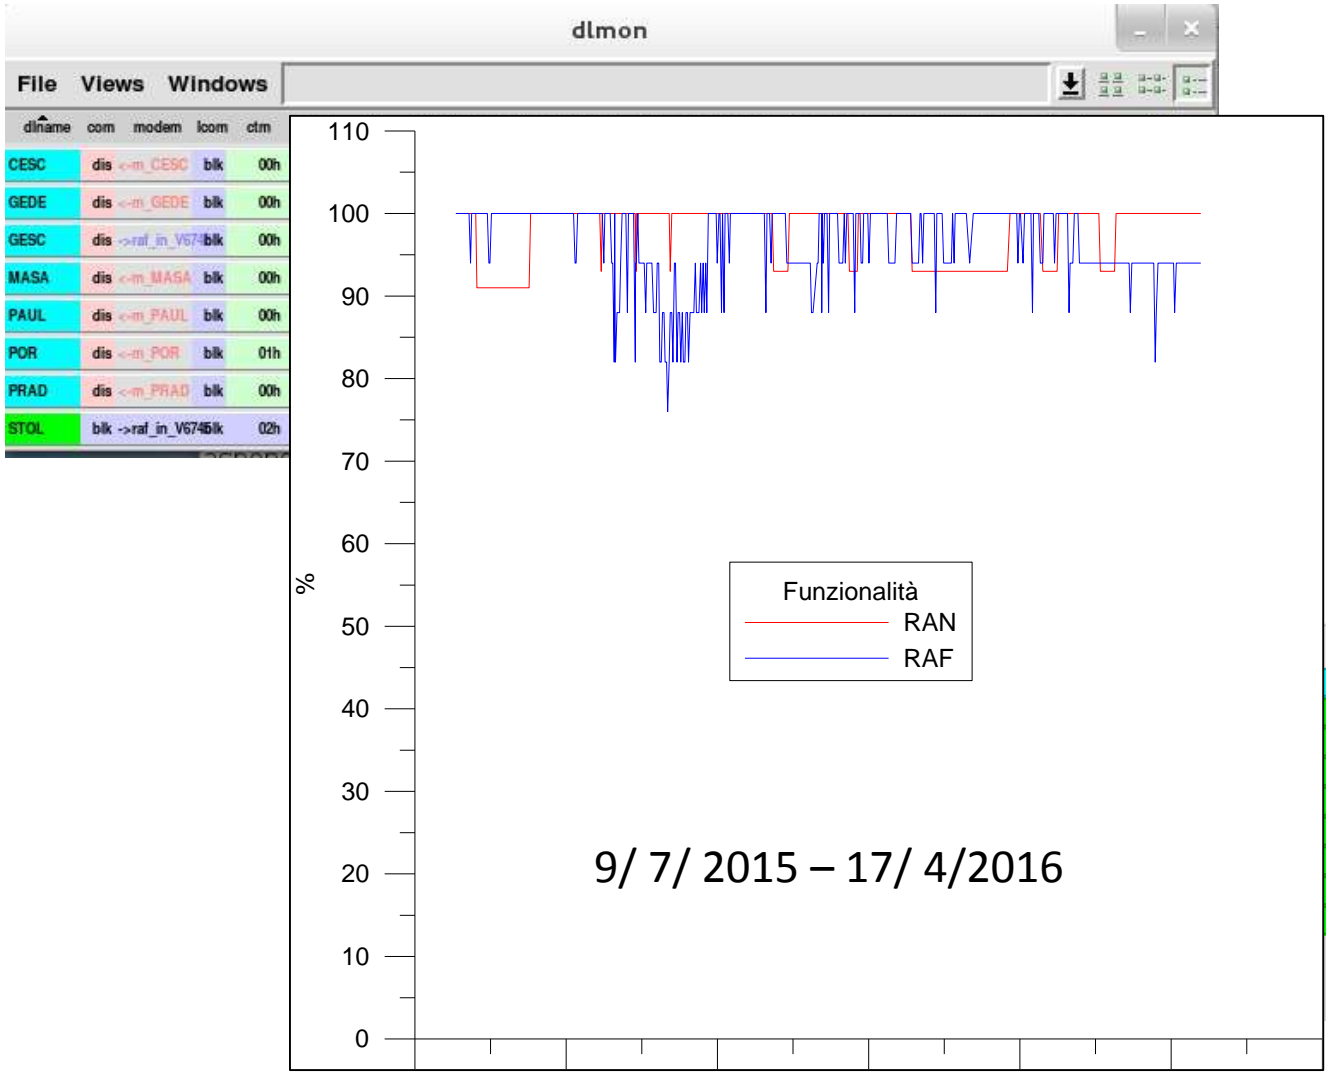 dlmon
File Views Windows
dlname com modem lcom ctm
CESC dis <-m_CESC blk 00h
GEDE dis <-m_GEDE blk 00h
GESC dis ->raf_in_V674 blk 00h
MASA dis <-m_MASA blk 00h
PAUL dis <-m_PAUL blk 00h
POR dis <-m_POR blk 01h
PRAD dis <-m_PRAD blk 00h
STOL blk ->raf_in_V674 blk 02h
110
100
90
80
70
60
50
40
30
20
10
0
%
Funzionalità
RAN
RAF
9/ 7/ 2015 – 17/ 4/2016